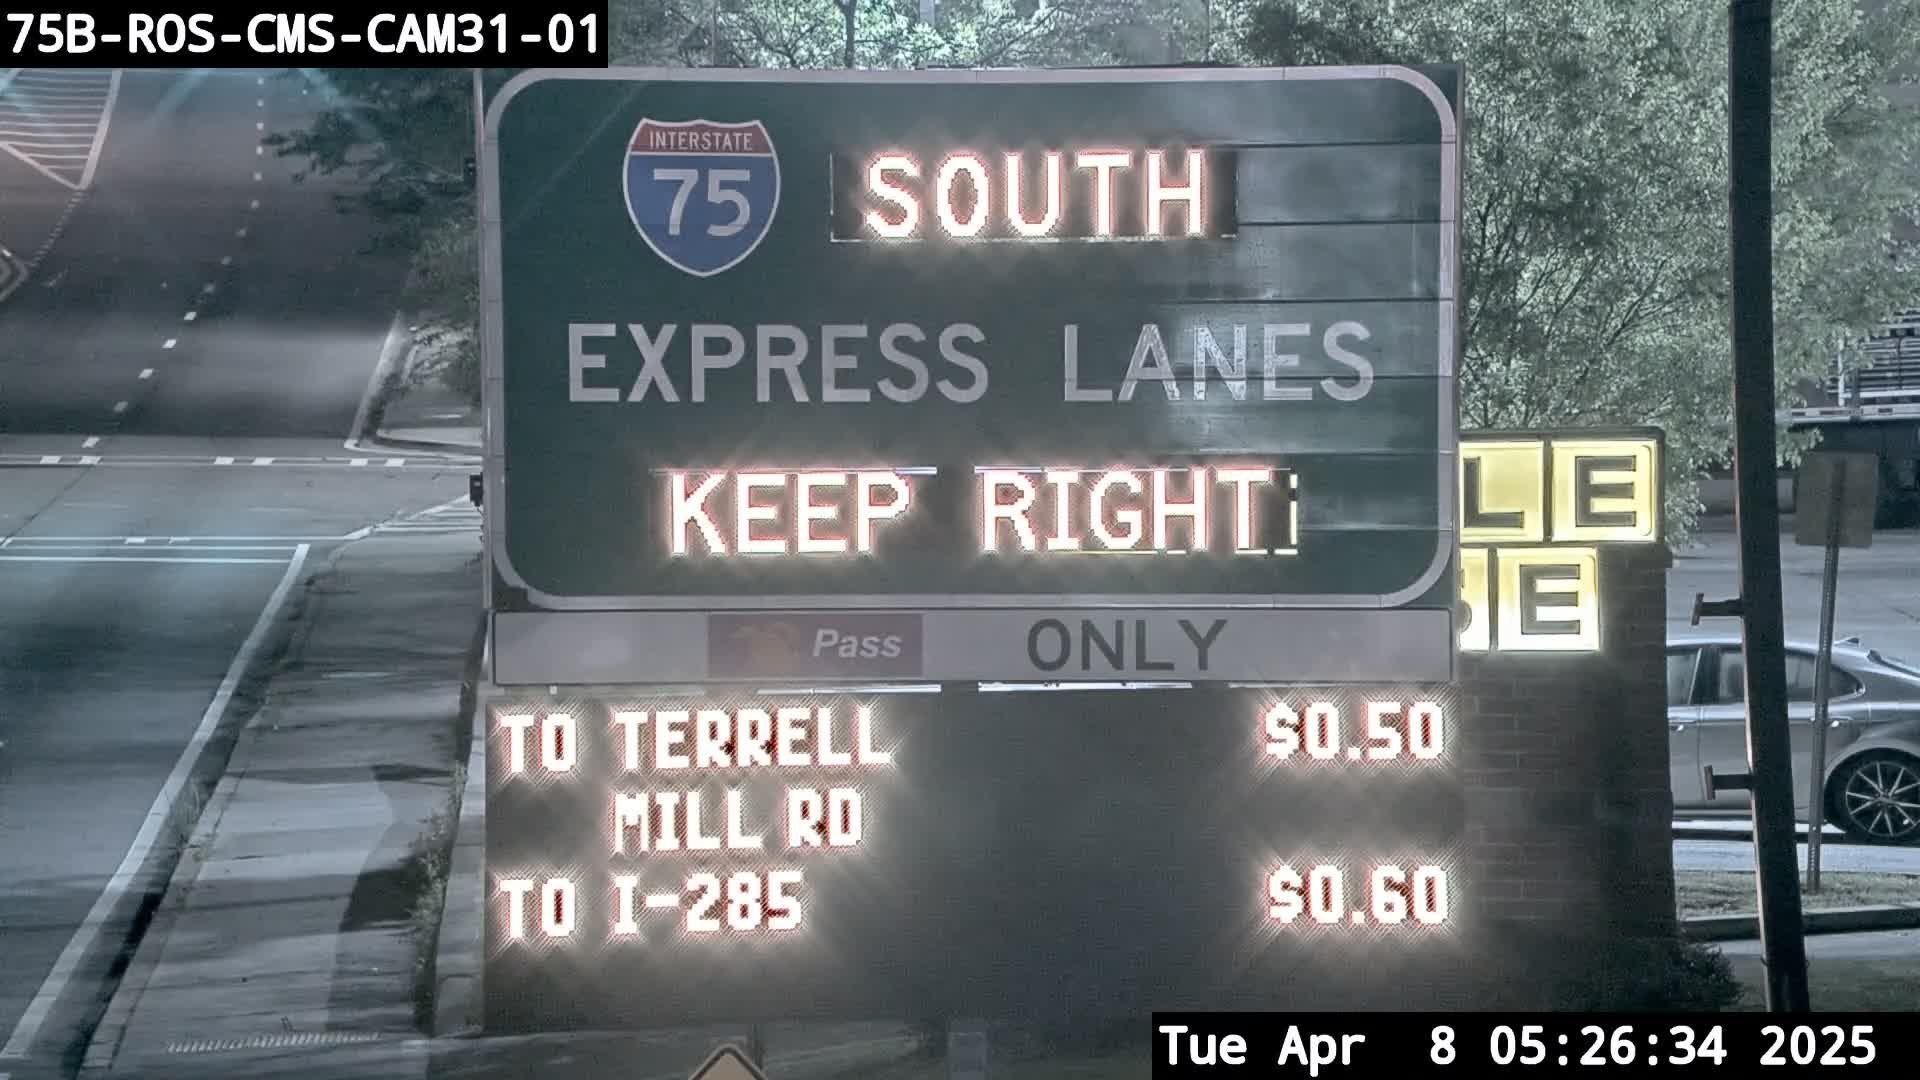 75B-ROS-CMS-CAM31-01
INTERSTATE
75
SOUTH
EXPRESS LANES
KEEP RIGHT
Pass ONLY
TO TERRELL $0.50
MILL RD
TO I-285 $0.60
LE
E
Tue Apr 8 05:26:34 2025